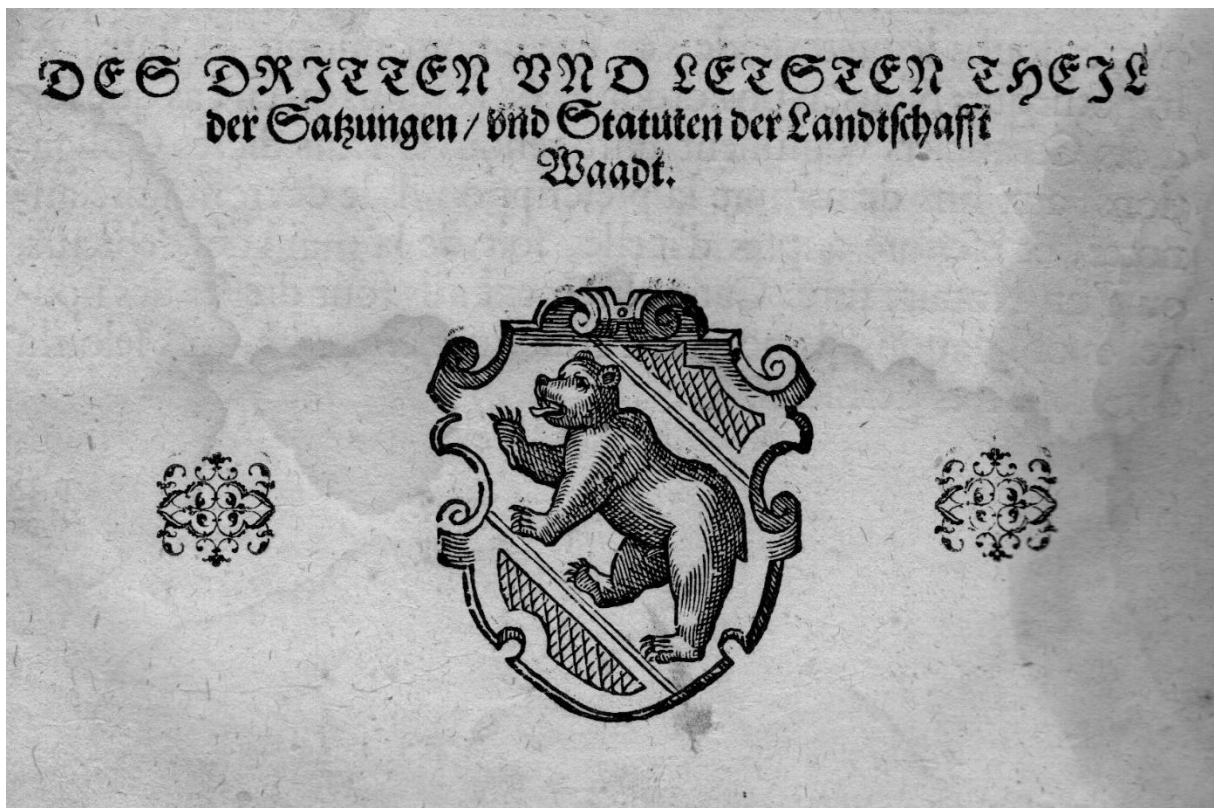 DES DRITTEN VND LETSTEN THEIL
der Satzungen / vnd Statuten der Landtschafft
Waadt.